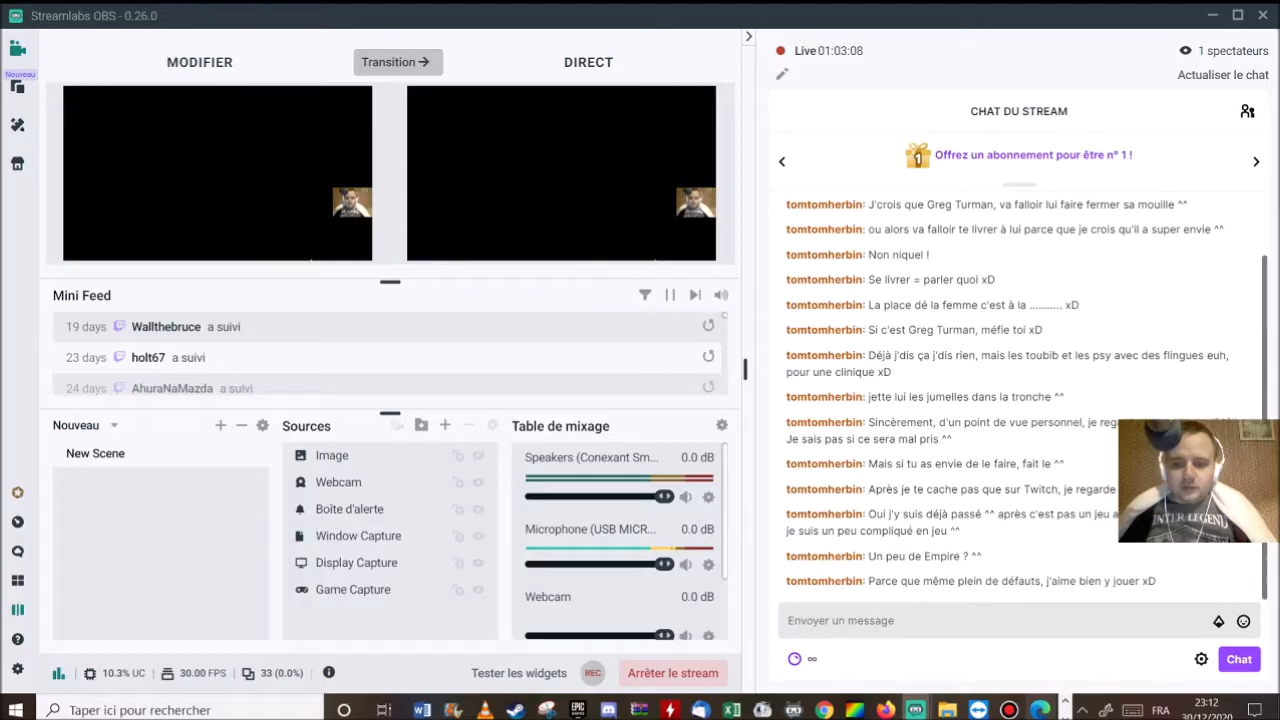 Streamlabs OBS - 0.26.0
Nouveau
MODIFIER
Transition
DIRECT
Mini Feed
19 days Wallthebruce a suivi
23 days holt67 a suivi
24 days AhuraNaMazda a suivi
Nouveau
New Scene
Sources
Image
Webcam
Boîte d'alerte
Window Capture
Display Capture
Game Capture
Table de mixage
Speakers (Conexant Sm... 0.0 dB
Microphone (USB MICR... 0.0 dB
Webcam 0.0 dB
10.3% UC 30.00 FPS 33 (0.0%)
Tester les widgets REC Arrêter le stream
Live 01:03:08 1 spectateurs
Actualiser le chat
CHAT DU STREAM
1 Offrez un abonnement pour être n° 1 !
tomtomherbin: J'crois que Greg Turman, va falloir lui faire fermer sa mouille ^^
tomtomherbin: ou alors va falloir te livrer à lui parce que je crois qu'il a super envie ^^
tomtomherbin: Non niquel !
tomtomherbin: Se livrer = parler quoi xD
tomtomherbin: La place dé la femme c'est à la ........... xD
tomtomherbin: Si c'est Greg Turman, méfie toi xD
tomtomherbin: Déjà j'dis ça j'dis rien, mais les toubib et les psy avec des flingues euh,
pour une clinique xD
tomtomherbin: jette lui les jumelles dans la tronche ^^
tomtomherbin: Sincèrement, d'un point de vue personnel, je
Je sais pas si ce sera mal pris ^^
tomtomherbin: Mais si tu as envie de le faire, fait le ^^
tomtomherbin: Après je te cache pas que sur Twitch, je regarde
tomtomherbin: Oui j'y suis déjà passé ^^ après c'est pas un jeu
je suis un peu compliqué en jeu ^^
tomtomherbin: Un peu de Empire ? ^^
tomtomherbin: Parce que même plein de défauts, j'aime bien y jouer xD
INTER LEGEND
Envoyer un message
∞ Chat
Taper ici pour rechercher
EPIC
FRA
23:12
30/12/2020